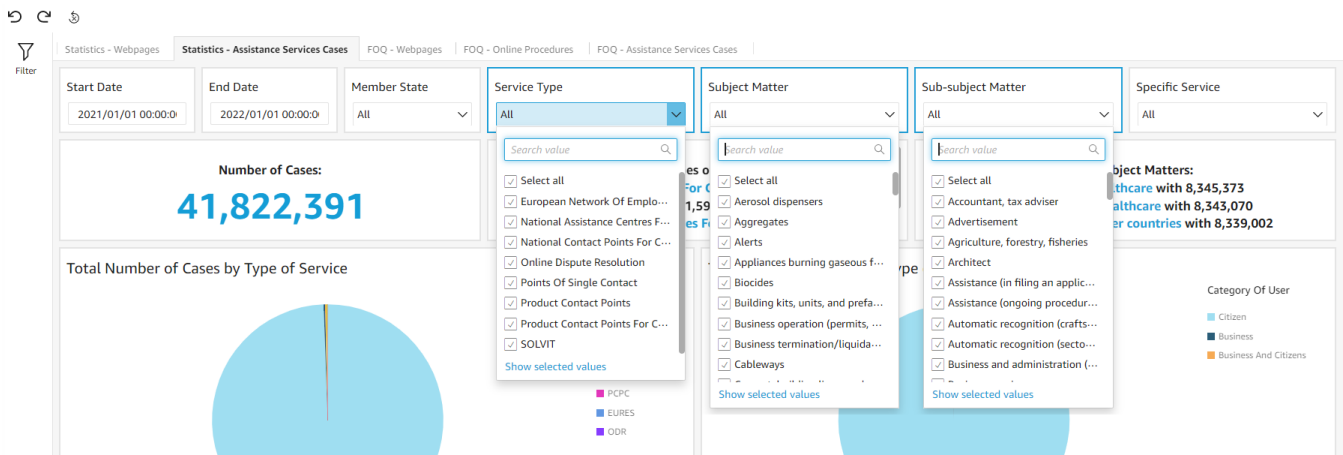 Filter
Statistics - Webpages
Statistics - Assistance Services Cases
FOQ - Webpages
FOQ - Online Procedures
FOQ - Assistance Services Cases
Start Date
2021/01/01 00:00:0
End Date
2022/01/01 00:00:0
Member State
All
Service Type
All
Subject Matter
All
Sub-subject Matter
All
Specific Service
All
Number of Cases:
41,822,391
Search value
Select all
European Network Of Emplo···
National Assistance Centres F···
National Contact Points For C···
Online Dispute Resolution
Points Of Single Contact
Product Contact Points
Product Contact Points For C···
SOLVIT
Show selected values
Search value
Select all
Aerosol dispensers
Aggregates
Alerts
Appliances burning gaseous f···
Biocides
Building kits, units, and prefa···
Business operation (permits, ···
Business termination/liquida···
Cableways
Show selected values
Search value
Select all
Accountant, tax adviser
Advertisement
Agriculture, forestry, fisheries
Architect
Assistance (in filing an applic···
Assistance (ongoing procedur···
Automatic recognition (crafts···
Automatic recognition (secto···
Business and administration (···
Show selected values
bject Matters:
thcare with 8,345,373
althcare with 8,343,070
er countries with 8,339,002
Total Number of Cases by Type of Service
PCPC
EURES
ODR
Category Of User
Citizen
Business
Business And Citizens